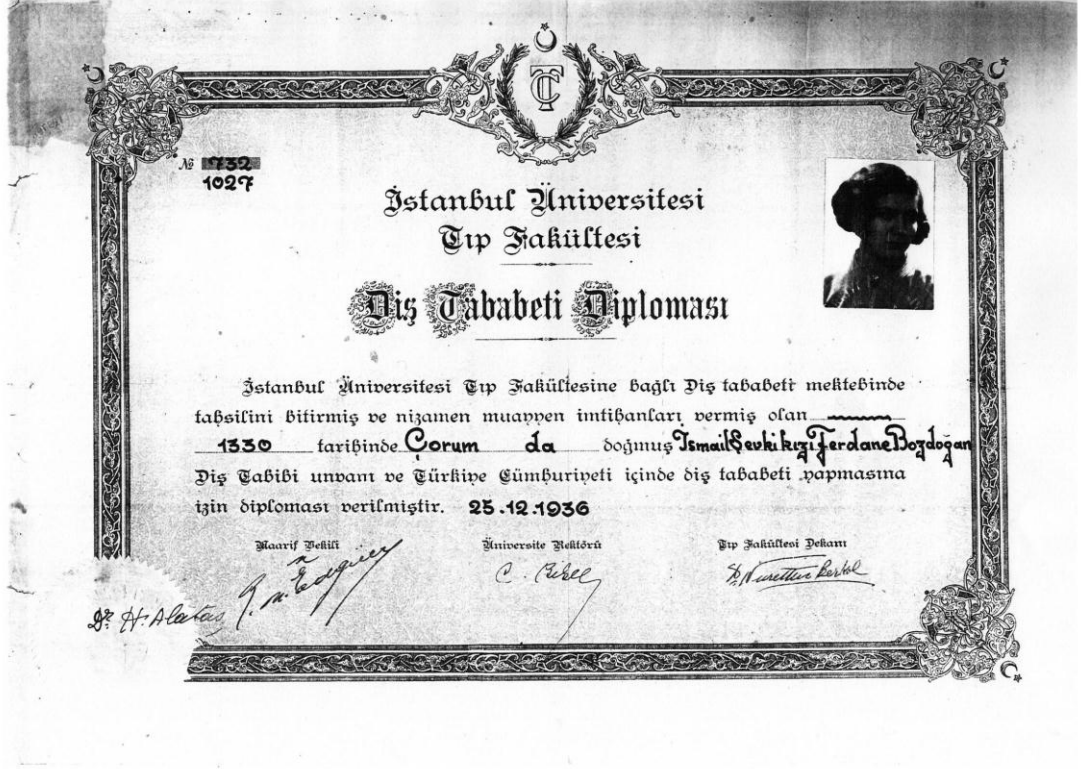 TC
№ 732
1027
İstanbul Üniversitesi
Tıp Fakültesi
Diş Tababeti Diploması
İstanbul Üniversitesi Tıp Fakültesine bağlı Diş tababeti mektebinde
tahsilini bitirmiş ve nizamen muayyen imtihanları vermiş olan
1330 tarihinde Çorum da doğmuş İsmail Şevki kızı Ferdane Bozdoğan
Diş Tabibi unvanı ve Türkiye Cümhuriyeti içinde diş tababeti yapmasına
izin diploması verilmiştir. 25.12.1936
Maarif Vekili Üniversite Rektörü Tıp Fakültesi Dekanı
Dr. H. Alataş